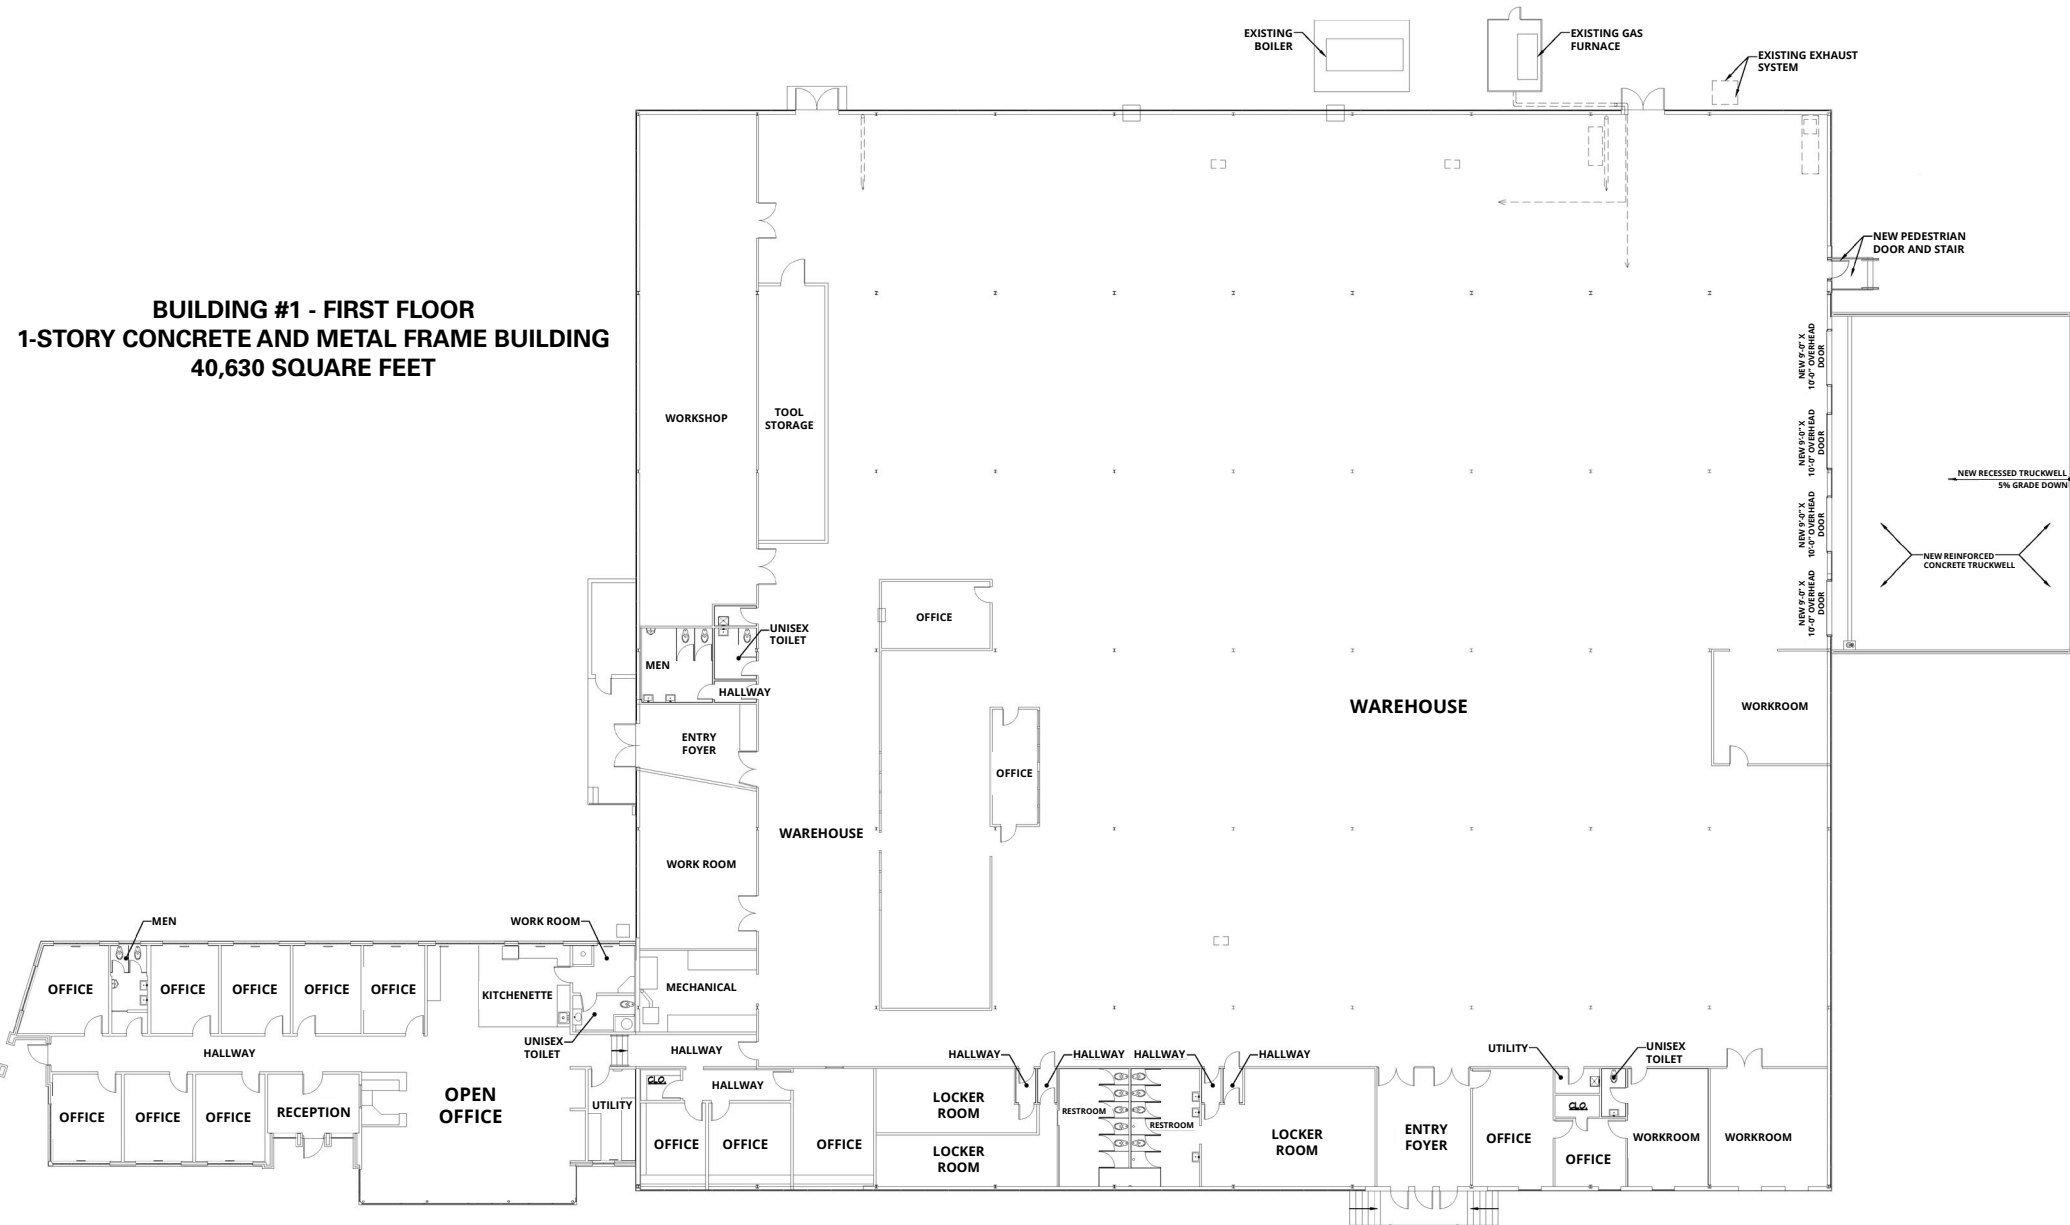 EXISTING
BOILER
EXISTING GAS
FURNACE
EXISTING EXHAUST
SYSTEM
NEW PEDESTRIAN
DOOR AND STAIR
BUILDING #1 - FIRST FLOOR
1-STORY CONCRETE AND METAL FRAME BUILDING
40,630 SQUARE FEET
NEW 9'-0" X
10'-0" OVERHEAD
DOOR
WORKSHOP
TOOL
STORAGE
NEW 9'-0" X
10'-0" OVERHEAD
DOOR
NEW RECESSED TRUCKWELL
5% GRADE DOWN
NEW 9'-0" X
10'-0" OVERHEAD
DOOR
NEW REINFORCED
CONCRETE TRUCKWELL
NEW 9'-0" X
10'-0" OVERHEAD
DOOR
OFFICE
UNISEX
TOILET
MEN
HALLWAY
WAREHOUSE
WORKROOM
ENTRY
FOYER
OFFICE
WAREHOUSE
WORK ROOM
MEN
WORK ROOM
OFFICE
OFFICE
OFFICE
OFFICE
OFFICE
KITCHENETTE
MECHANICAL
UNISEX
TOILET
HALLWAY
HALLWAY
HALLWAY
HALLWAY
HALLWAY
HALLWAY
UTILITY
UNISEX
TOILET
CLO.
HALLWAY
OPEN
OFFICE
UTILITY
LOCKER
ROOM
RESTROOM
RESTROOM
CLO.
OFFICE
OFFICE
OFFICE
RECEPTION
OFFICE
OFFICE
OFFICE
LOCKER
ROOM
LOCKER
ROOM
ENTRY
FOYER
OFFICE
OFFICE
WORKROOM
WORKROOM